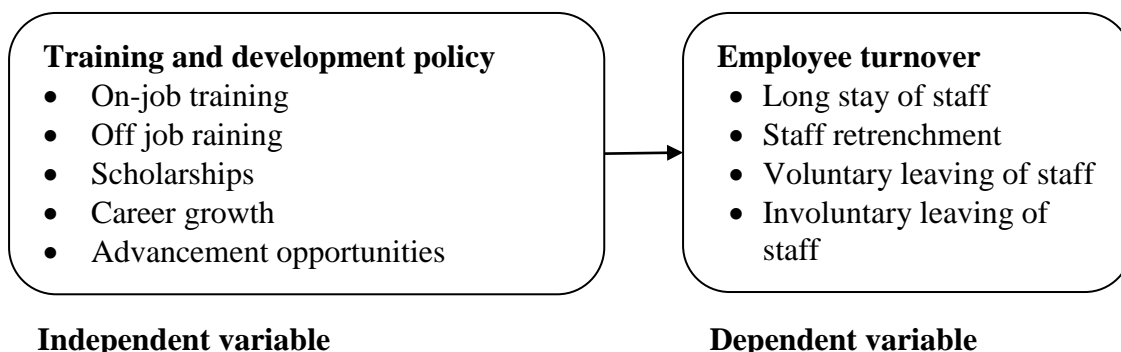 Training and development policy
• On-job training
• Off job raining
• Scholarships
• Career growth
• Advancement opportunities
Employee turnover
• Long stay of staff
• Staff retrenchment
• Voluntary leaving of staff
• Involuntary leaving of
staff
Independent variable
Dependent variable